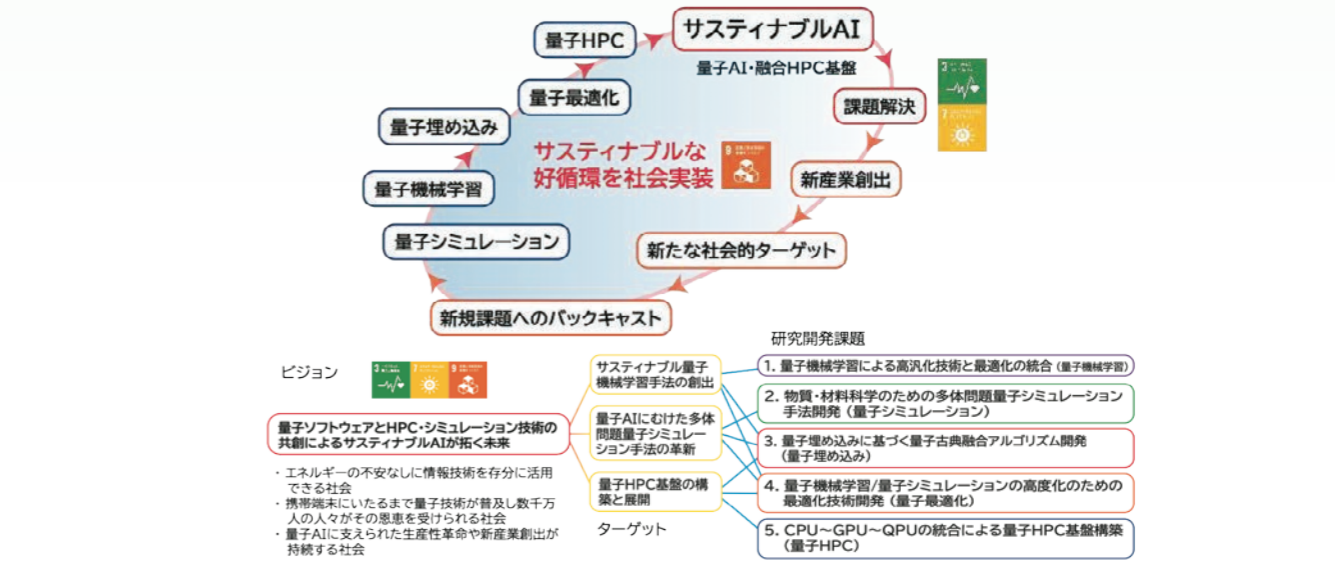 量子HPC
サスティナブルAI
量子AI・融合HPC基盤
量子最適化
課題解決
量子埋め込み
サスティナブルな
好循環を社会実装
9
3
7
量子機械学習
新産業創出
量子シミュレーション
新たな社会的ターゲット
新規課題へのバックキャスト
ビジョン
3
7
9
量子ソフトウェアとHPC・シミュレーション技術の
共創によるサスティナブルAIが拓く未来
・エネルギーの不安なしに情報技術を存分に活用
できる社会
・携帯端末にいたるまで量子技術が普及し数千万
人の人々がその恩恵を受けられる社会
・量子AIに支えられた生産性革命や新産業創出が
持続する社会
サスティナブル量子
機械学習手法の創出
量子AIにむけた多体
問題量子シミュレー
ション手法の革新
量子HPC基盤の構
築と展開
ターゲット
研究開発課題
1. 量子機械学習による高汎化技術と最適化の統合（量子機械学習）
2. 物質・材料科学のための多体問題量子シミュレーション
手法開発（量子シミュレーション）
3. 量子埋め込みに基づく量子古典融合アルゴリズム開発
（量子埋め込み）
4. 量子機械学習/量子シミュレーションの高度化のための
最適化技術開発（量子最適化）
5. CPU～GPU～QPUの統合による量子HPC基盤構築
（量子HPC）